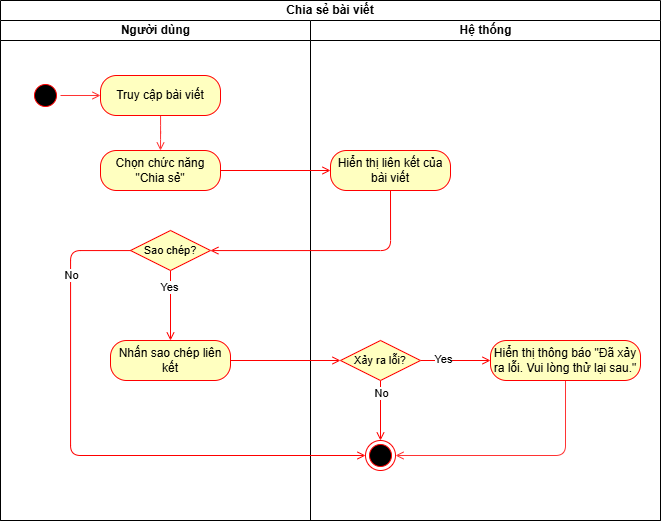 Chia sẻ bài viết
Người dùng
Hệ thống
Truy cập bài viết
Chọn chức năng
"Chia sẻ"
Hiển thị liên kết của
bài viết
Sao chép?
No
Yes
Nhấn sao chép liên
kết
Xảy ra lỗi?
Yes
Hiển thị thông báo "Đã xảy
ra lỗi. Vui lòng thử lại sau."
No